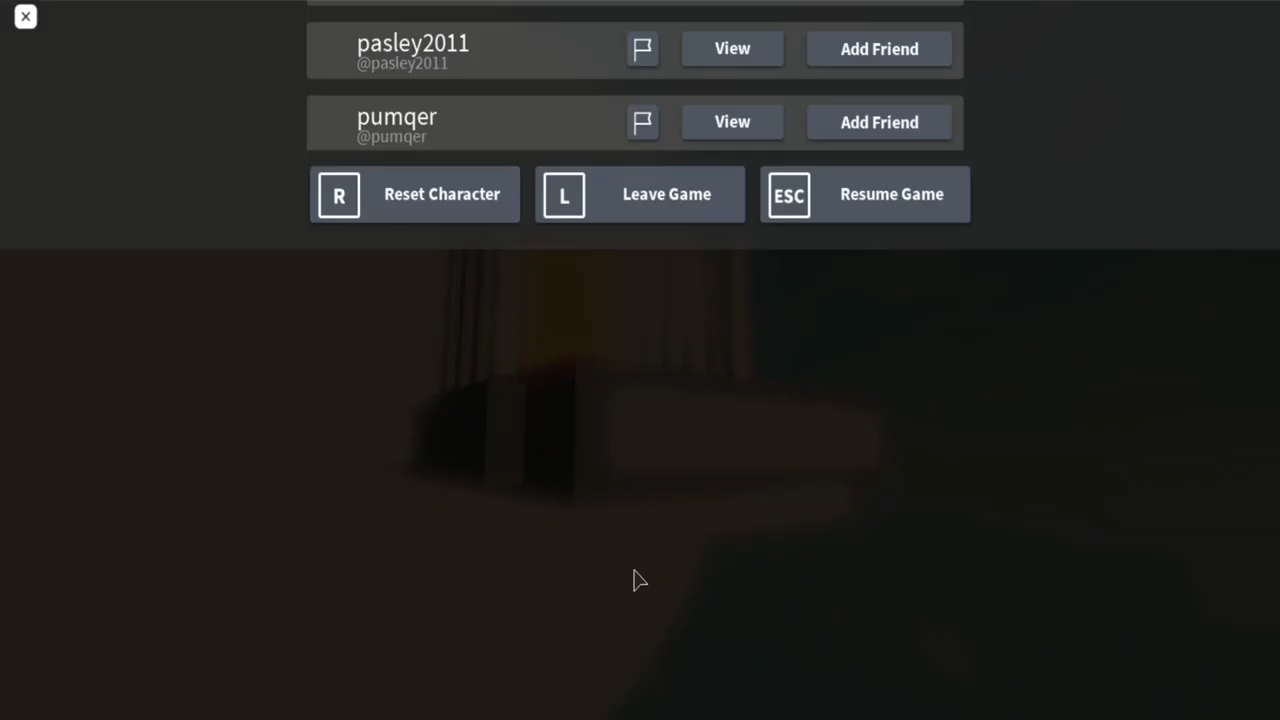 pasley2011
@pasley2011
View
Add Friend
pumqer
@pumqer
View
Add Friend
R Reset Character
L Leave Game
ESC Resume Game